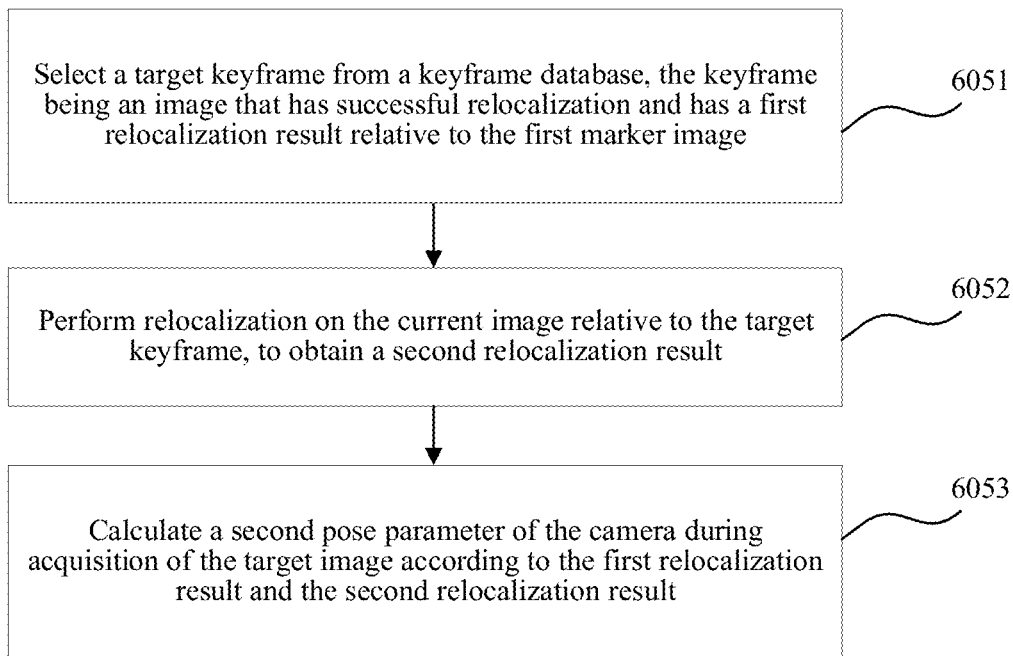 Select a target keyframe from a keyframe database, the keyframe
being an image that has successful relocalization and has a first
relocalization result relative to the first marker image
6051
Perform relocalization on the current image relative to the target
keyframe, to obtain a second relocalization result
6052
Calculate a second pose parameter of the camera during
acquisition of the target image according to the first relocalization
result and the second relocalization result
6053